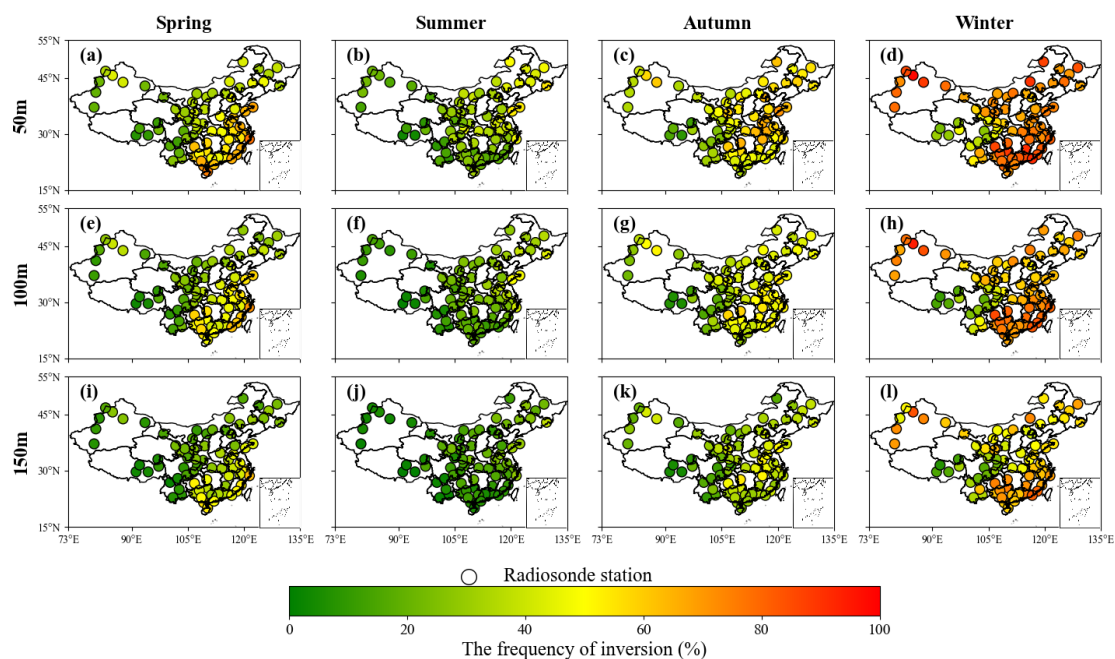 Spring Summer Autumn Winter
55°N (a) (b) (c) (d)
45°N
50m
30°N
15°N
55°N (e) (f) (g) (h)
45°N
100m
30°N
15°N
55°N (i) (j) (k) (l)
45°N
150m
30°N
15°N
73°E 90°E 105°E 120°E 135°E 73°E 90°E 105°E 120°E 135°E 73°E 90°E 105°E 120°E 135°E 73°E 90°E 105°E 120°E 135°E
Radiosonde station
0 20 40 60 80 100
The frequency of inversion (%)